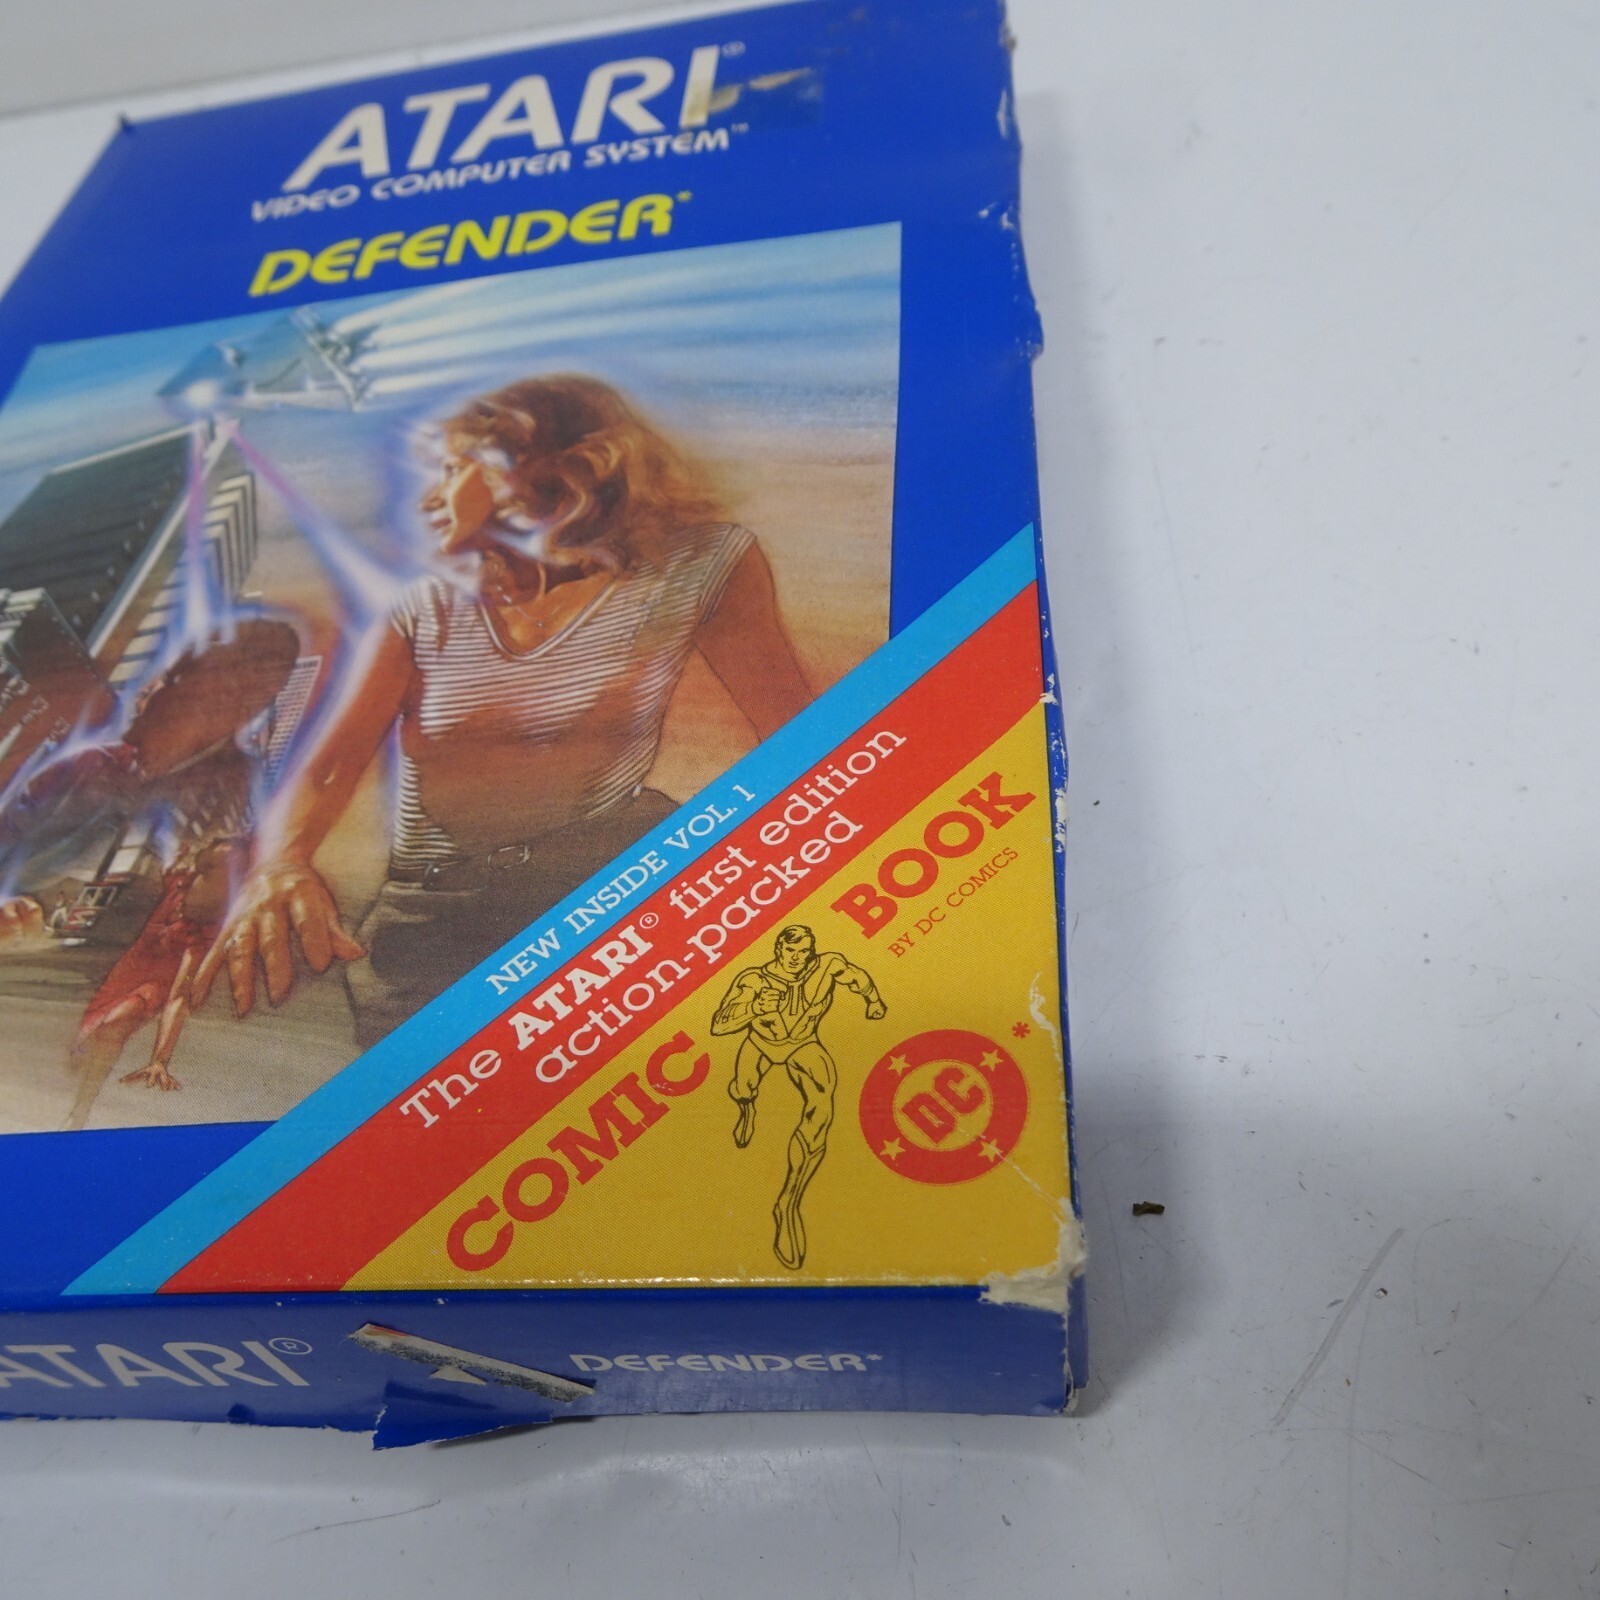 ATARI®
VIDEO COMPUTER SYSTEM™
DEFENDER*
NEW INSIDE VOL. 1
The ATARI® first edition
action-packed
COMIC BOOK
BY DC COMICS
DC*
ATARI®
DEFENDER*